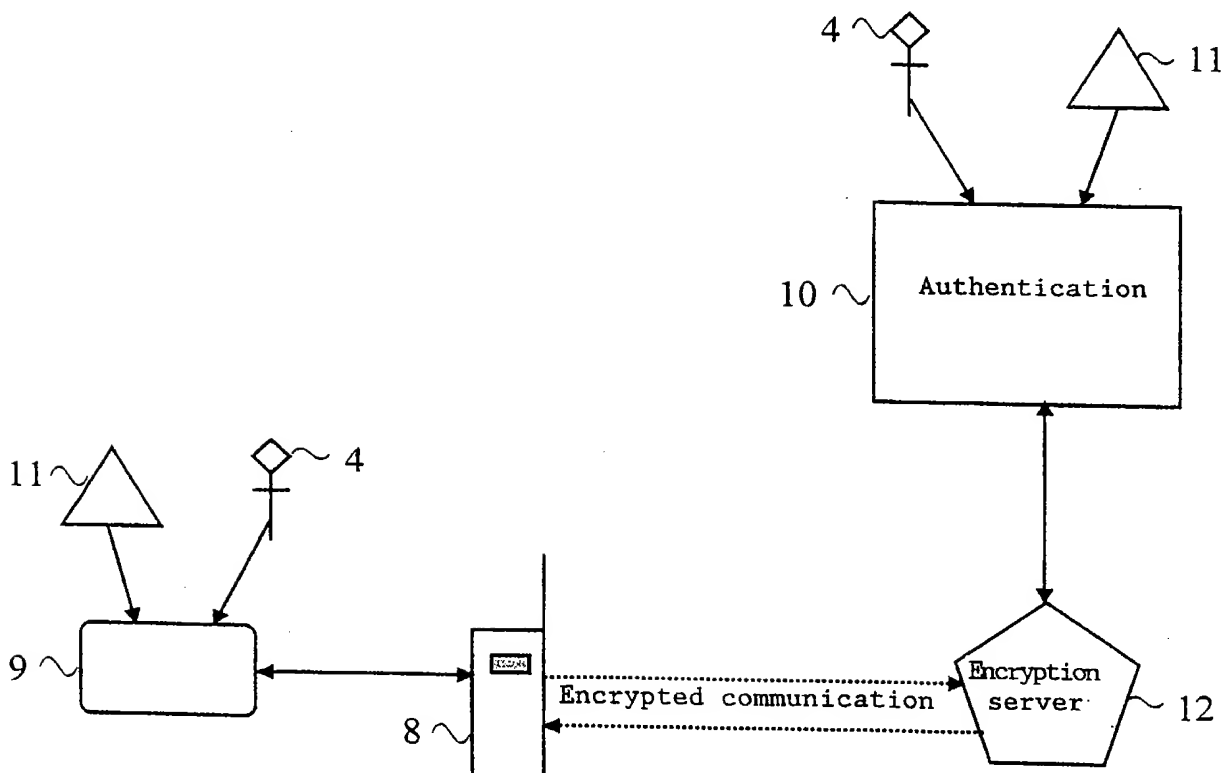 4
11
10
Authentication
11
4
9
8
Encrypted communication
Encryption
server
12